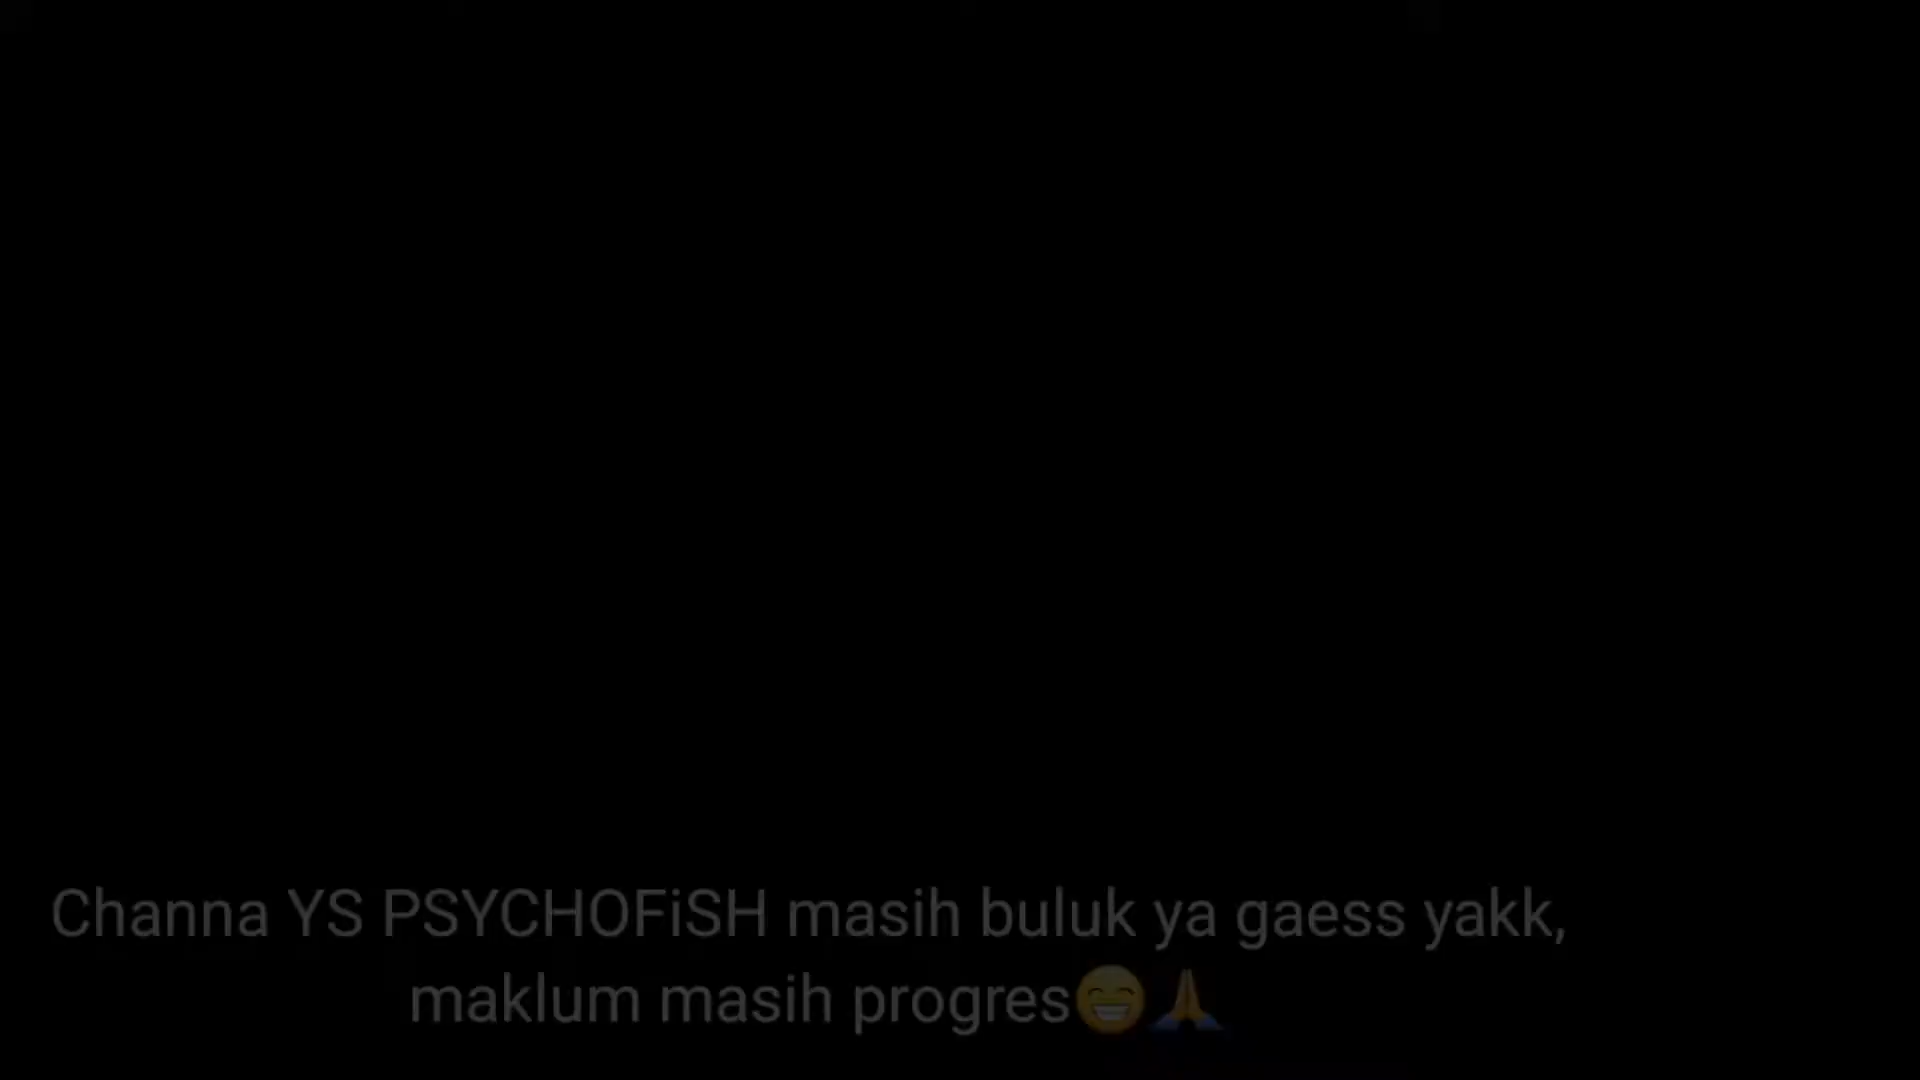 Channa YS PSYCHOFiSH masih buluk ya gaess yakk,
maklum masih progres😁🙏